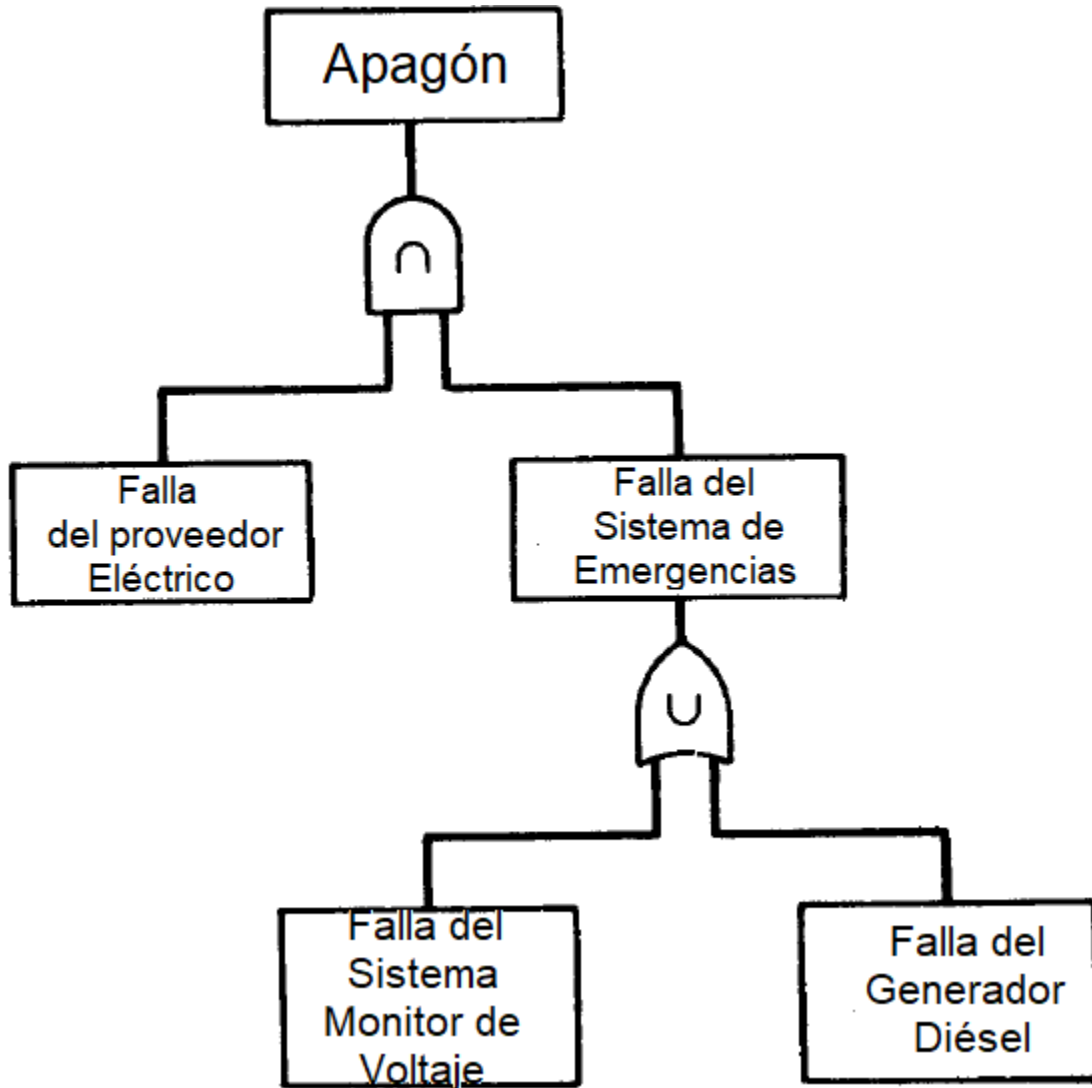 Apagón
∩
Falla
del proveedor
Eléctrico
Falla del
Sistema de
Emergencias
∪
Falla del
Sistema
Monitor de
Voltaje
Falla del
Generador
Diésel